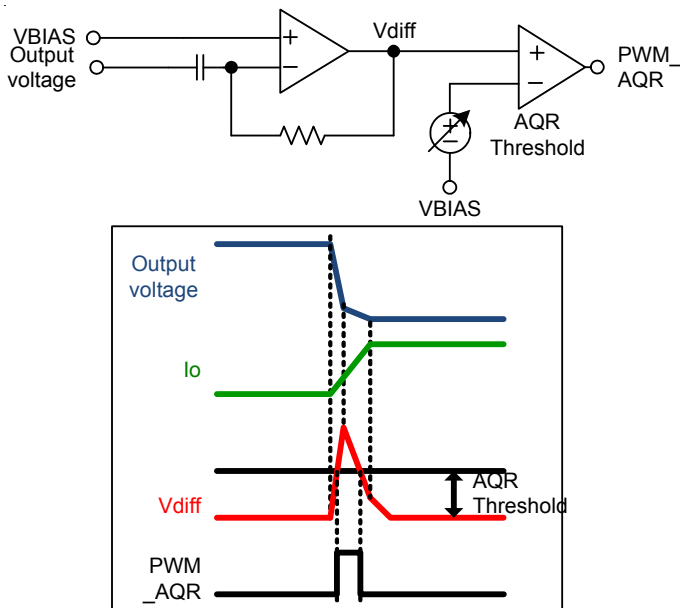 VBIAS
Output
voltage
+
−
Vdiff
+
−
PWM_
AQR
+
−
AQR
Threshold
VBIAS
Output
voltage
Io
AQR
Threshold
Vdiff
PWM
_AQR